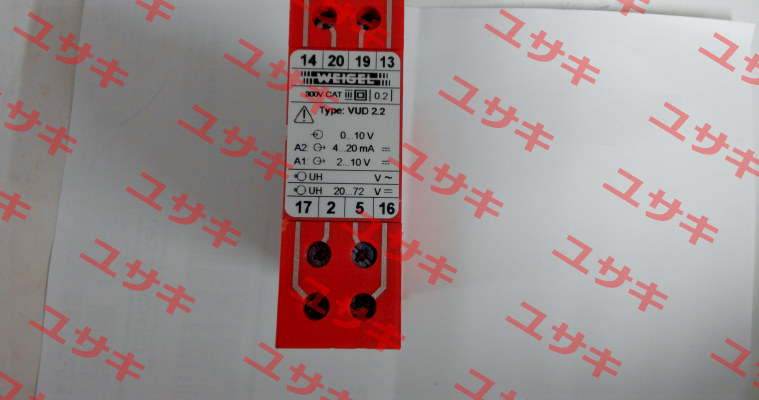 14 20 19 13
WEIGEL
300V CAT III 0.2
Type: VUD 2.2
0...10 V
A2: 4...20 mA
A1: 2...10 V
UH V ~
UH 20...72 V
17 2 5 16
ユサキ